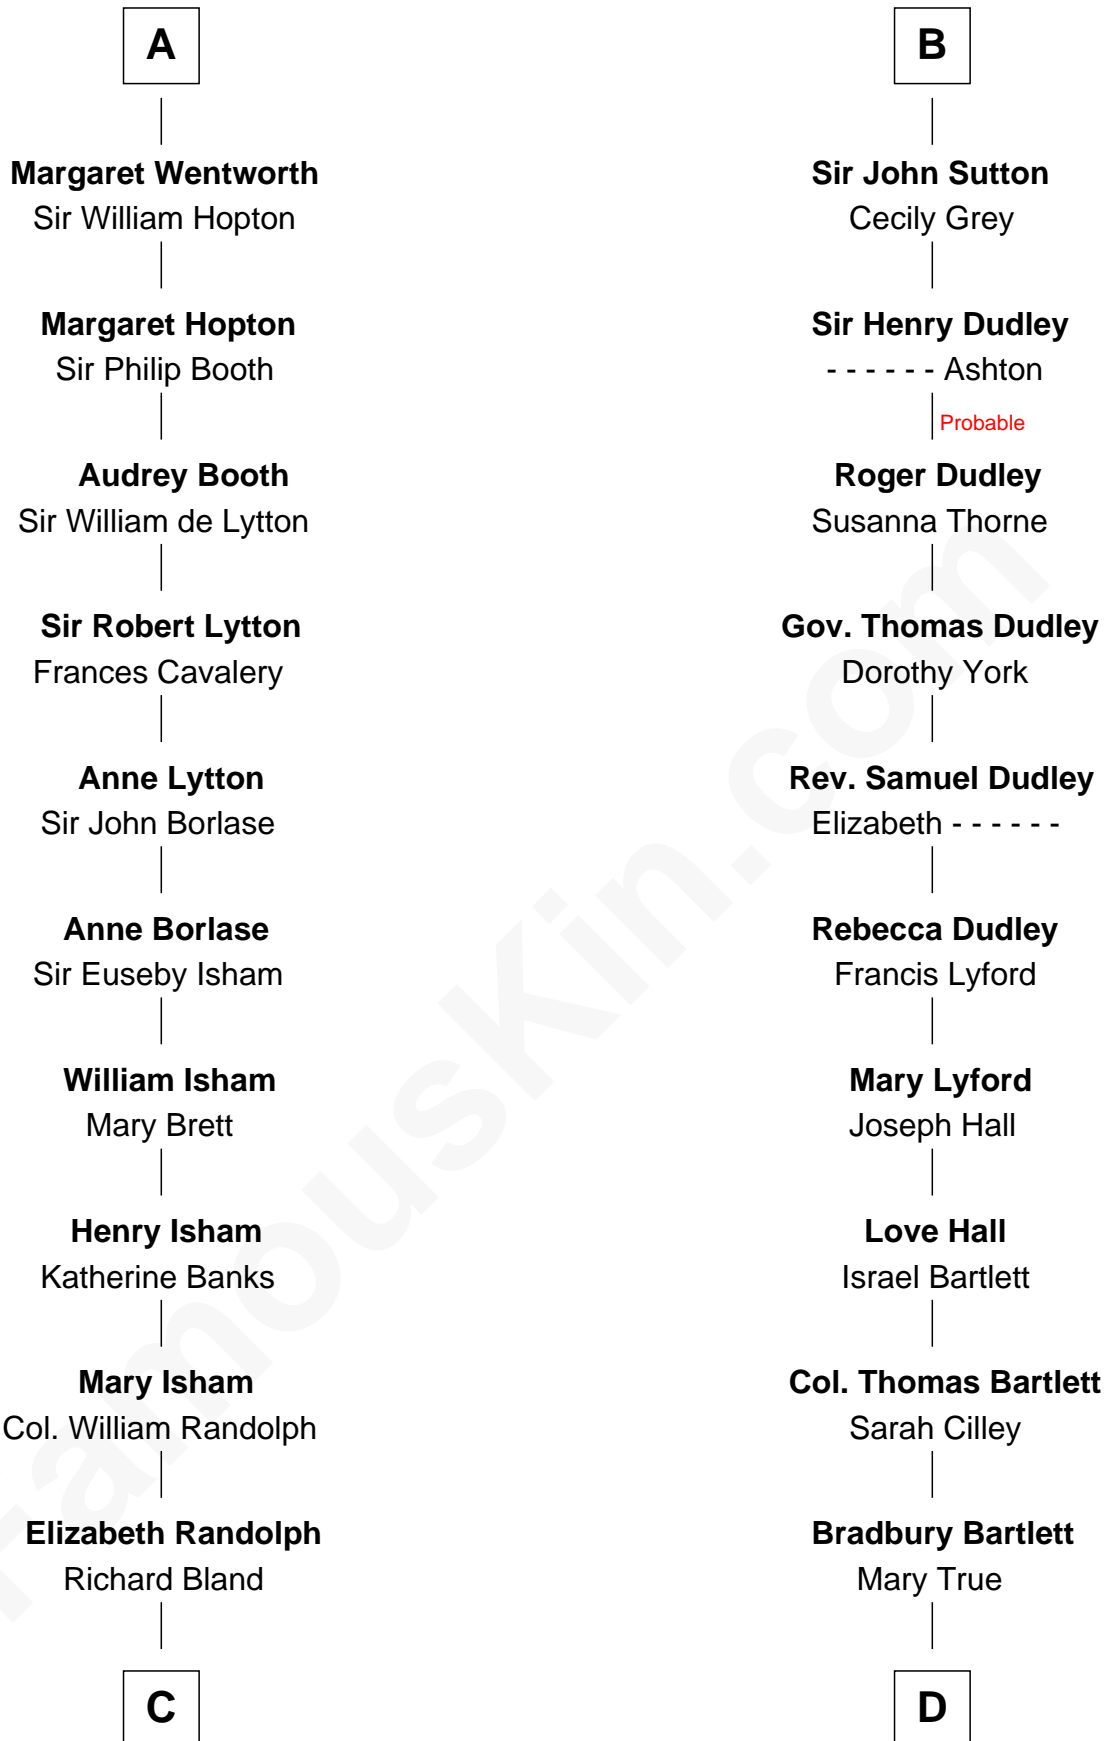 A
Margaret Wentworth
Sir William Hopton
Margaret Hopton
Sir Philip Booth
Audrey Booth
Sir William de Lytton
Sir Robert Lytton
Frances Cavalery
Anne Lytton
Sir John Borlase
Anne Borlase
Sir Euseby Isham
William Isham
Mary Brett
Henry Isham
Katherine Banks
Mary Isham
Col. William Randolph
Elizabeth Randolph
Richard Bland
C
B
Sir John Sutton
Cecily Grey
Sir Henry Dudley
- - - - - - Ashton
Probable
Roger Dudley
Susanna Thorne
Gov. Thomas Dudley
Dorothy York
Rev. Samuel Dudley
Elizabeth - - - - - -
Rebecca Dudley
Francis Lyford
Mary Lyford
Joseph Hall
Love Hall
Israel Bartlett
Col. Thomas Bartlett
Sarah Cilley
Bradbury Bartlett
Mary True
D
FamousKin.com